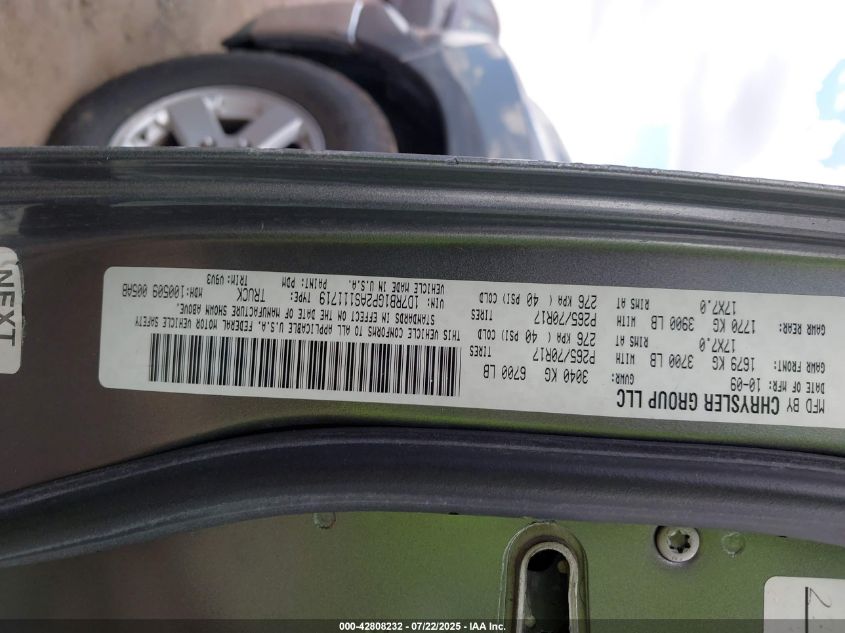 MFD BY CHRYSLER GROUP LLC
DATE OF MFR: 10-09 GVWR: 3040 KG 6700 LB
GAWR FRONT: TIRES
1679 KG 3700 LB WITH P265/70R17
17X7.0 RIMS AT 276 KPA ( 40 PSI) COLD
GAWR REAR: TIRES
1770 KG 3900 LB WITH P265/70R17
17X7.0 RIMS AT 276 KPA ( 40 PSI) COLD
THIS VEHICLE CONFORMS TO ALL APPLICABLE U.S.A. FEDERAL MOTOR VEHICLE SAFETY
STANDARDS IN EFFECT ON THE DATE OF MANUFACTURE SHOWN ABOVE.
VIN: 1D7RB1GP2AS111719 TYPE: TRUCK MDH: 100509 005AB
VEHICLE MADE IN U.S.A. PAINT: PDM TRIM: V9V3
NEXT
000-42808232 - 07/22/2025 - IAA Inc.